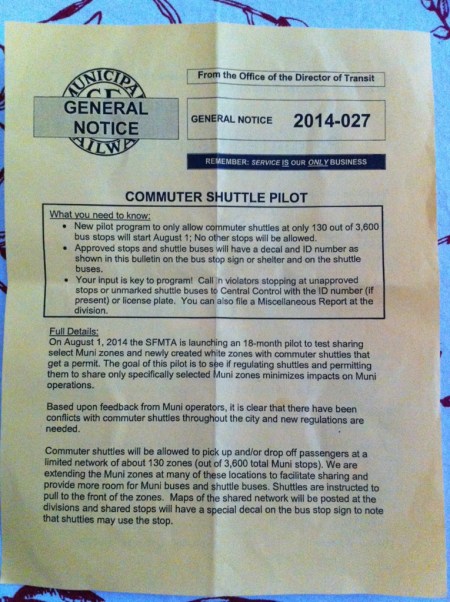 MUNICIPAL
GENERAL
NOTICE
RAILWAY
From the Office of the Director of Transit
GENERAL NOTICE 2014-027
REMEMBER: SERVICE IS OUR ONLY BUSINESS
COMMUTER SHUTTLE PILOT
What you need to know:
• New pilot program to only allow commuter shuttles at only 130 out of 3,600
bus stops will start August 1; No other stops will be allowed.
• Approved stops and shuttle buses will have a decal and ID number as
shown in this bulletin on the bus stop sign or shelter and on the shuttle
buses.
• Your input is key to program! Call in violators stopping at unapproved
stops or unmarked shuttle buses to Central Control with the ID number (if
present) or license plate. You can also file a Miscellaneous Report at the
division.
Full Details:
On August 1, 2014 the SFMTA is launching an 18-month pilot to test sharing
select Muni zones and newly created white zones with commuter shuttles that
get a permit. The goal of this pilot is to see if regulating shuttles and permitting
them to share only specifically selected Muni zones minimizes impacts on Muni
operations.
Based upon feedback from Muni operators, it is clear that there have been
conflicts with commuter shuttles throughout the city and new regulations are
needed.
Commuter shuttles will be allowed to pick up and/or drop off passengers at a
limited network of about 130 zones (out of 3,600 total Muni stops). We are
extending the Muni zones at many of these locations to facilitate sharing and
provide more room for Muni buses and shuttle buses. Shuttles are instructed to
pull to the front of the zones. Maps of the shared network will be posted at the
divisions and shared stops will have a special decal on the bus stop sign to note
that shuttles may use the stop.